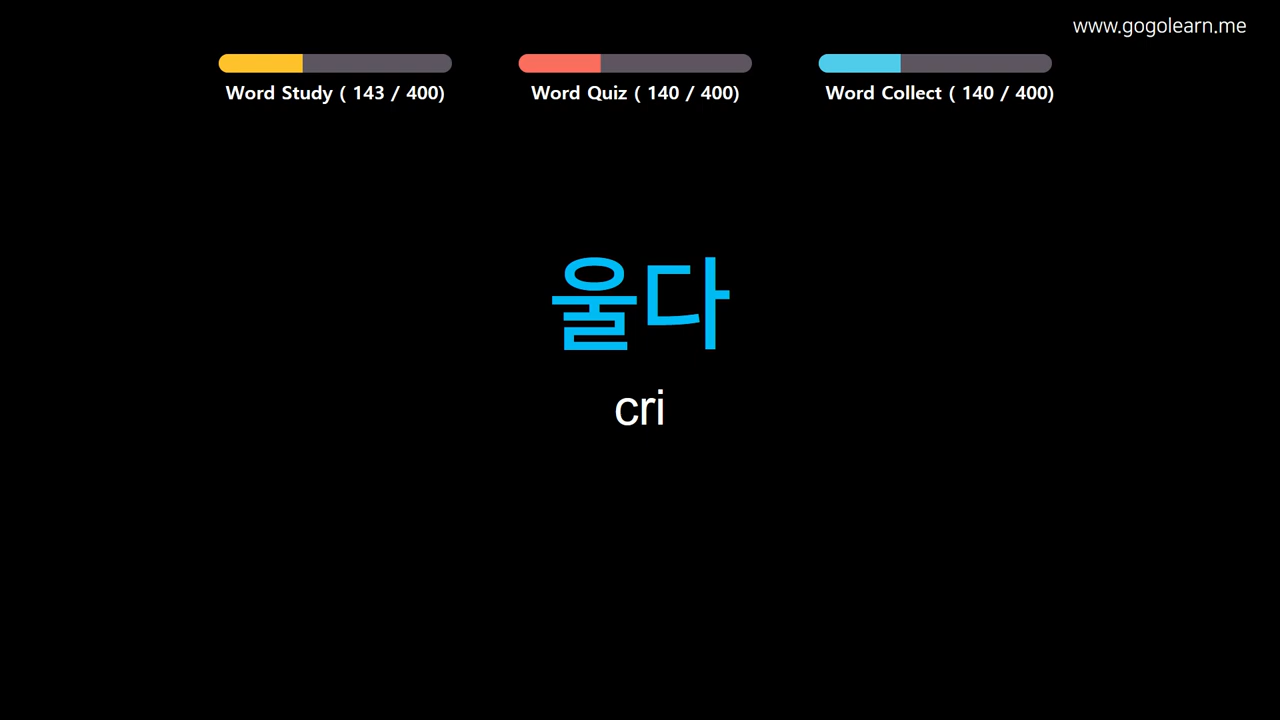 www.gogolearn.me
Word Study ( 143 / 400)
Word Quiz ( 140 / 400)
Word Collect ( 140 / 400)
울다
cri